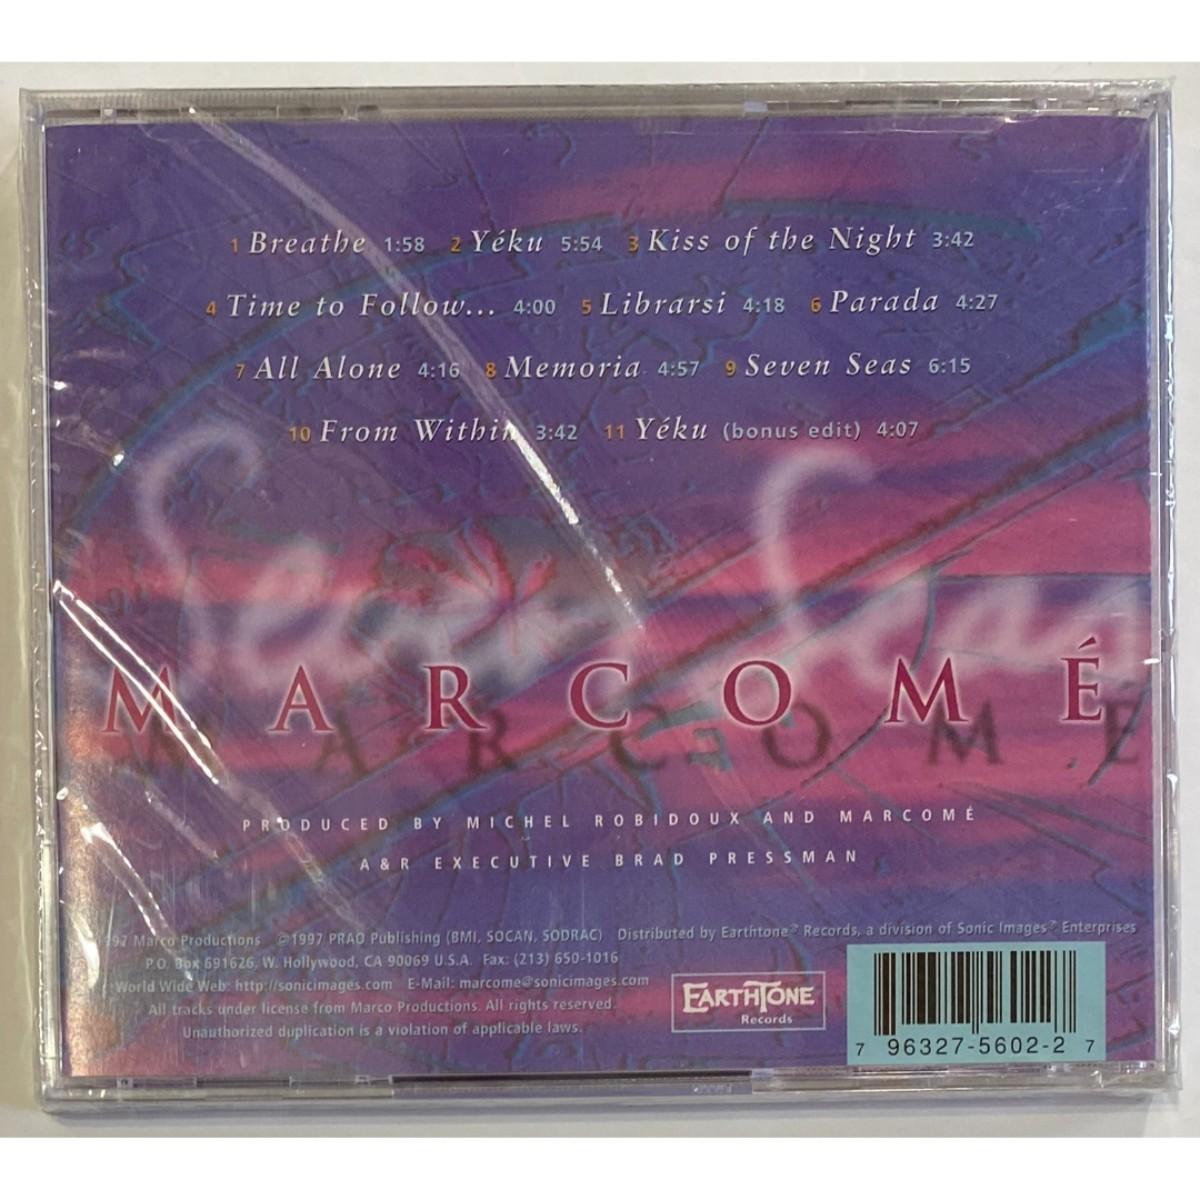 1 Breathe 1:58 2 Yéku 5:54 3 Kiss of the Night 3:42
4 Time to Follow... 4:00 5 Librarsi 4:18 6 Parada 4:27
7 All Alone 4:16 8 Memoria 4:57 9 Seven Seas 6:15
10 From Within 3:42 11 Yéku (bonus edit) 4:07
Seven Seas
MARCOMÉ
MARCOMÉ
PRODUCED BY MICHEL ROBIDOUX AND MARCOMÉ
A&R EXECUTIVE BRAD PRESSMAN
1997 Marco Productions ©1997 PRAO Publishing (BMI, SOCAN, SODRAC) Distributed by Earthtone® Records, a division of Sonic Images® Enterprises
P.O. Box 691626, W. Hollywood, CA 90069 U.S.A. Fax: (213) 650-1016
World Wide Web: http://sonicimages.com E-Mail: marcome@sonicimages.com
All tracks under license from Marco Productions. All rights reserved.
Unauthorized duplication is a violation of applicable laws.
EARTHTONE
Records
7 96327-5602-2 7